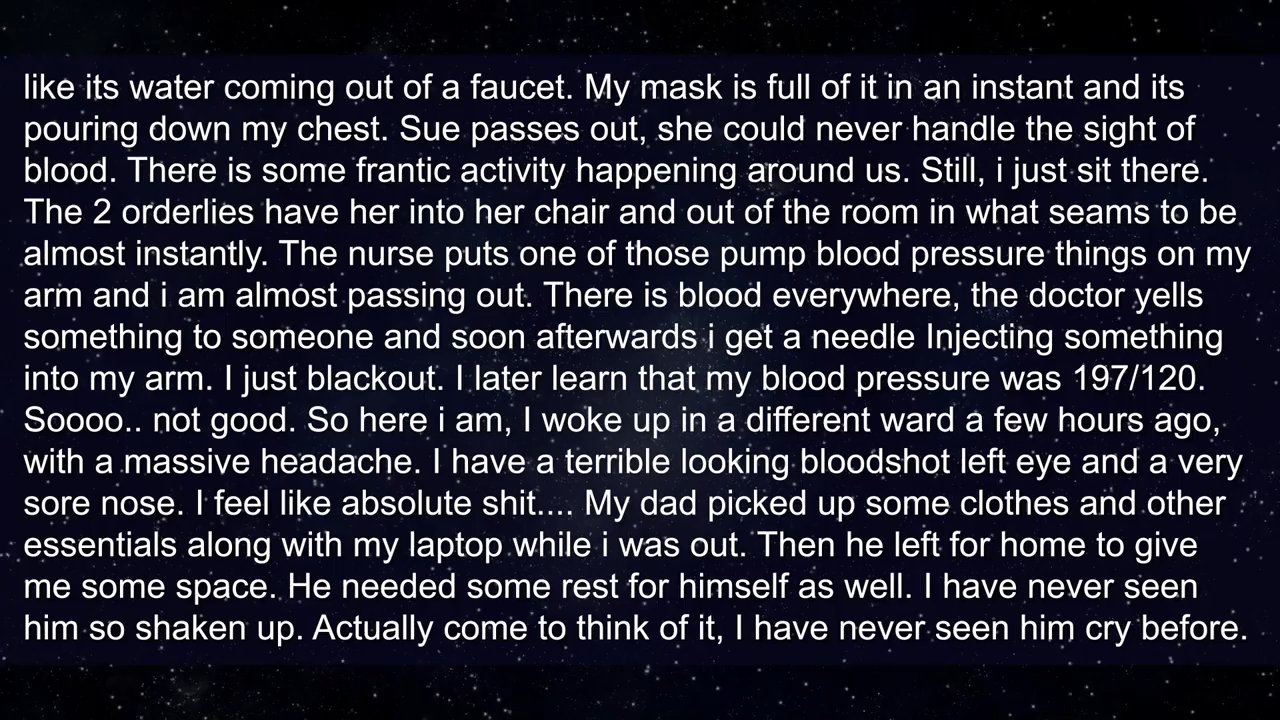 like its water coming out of a faucet. My mask is full of it in an instant and its
pouring down my chest. Sue passes out, she could never handle the sight of
blood. There is some frantic activity happening around us. Still, i just sit there.
The 2 orderlies have her into her chair and out of the room in what seams to be
almost instantly. The nurse puts one of those pump blood pressure things on my
arm and i am almost passing out. There is blood everywhere, the doctor yells
something to someone and soon afterwards i get a needle Injecting something
into my arm. I just blackout. I later learn that my blood pressure was 197/120.
Soooo.. not good. So here i am, I woke up in a different ward a few hours ago,
with a massive headache. I have a terrible looking bloodshot left eye and a very
sore nose. I feel like absolute shit.... My dad picked up some clothes and other
essentials along with my laptop while i was out. Then he left for home to give
me some space. He needed some rest for himself as well. I have never seen
him so shaken up. Actually come to think of it, I have never seen him cry before.